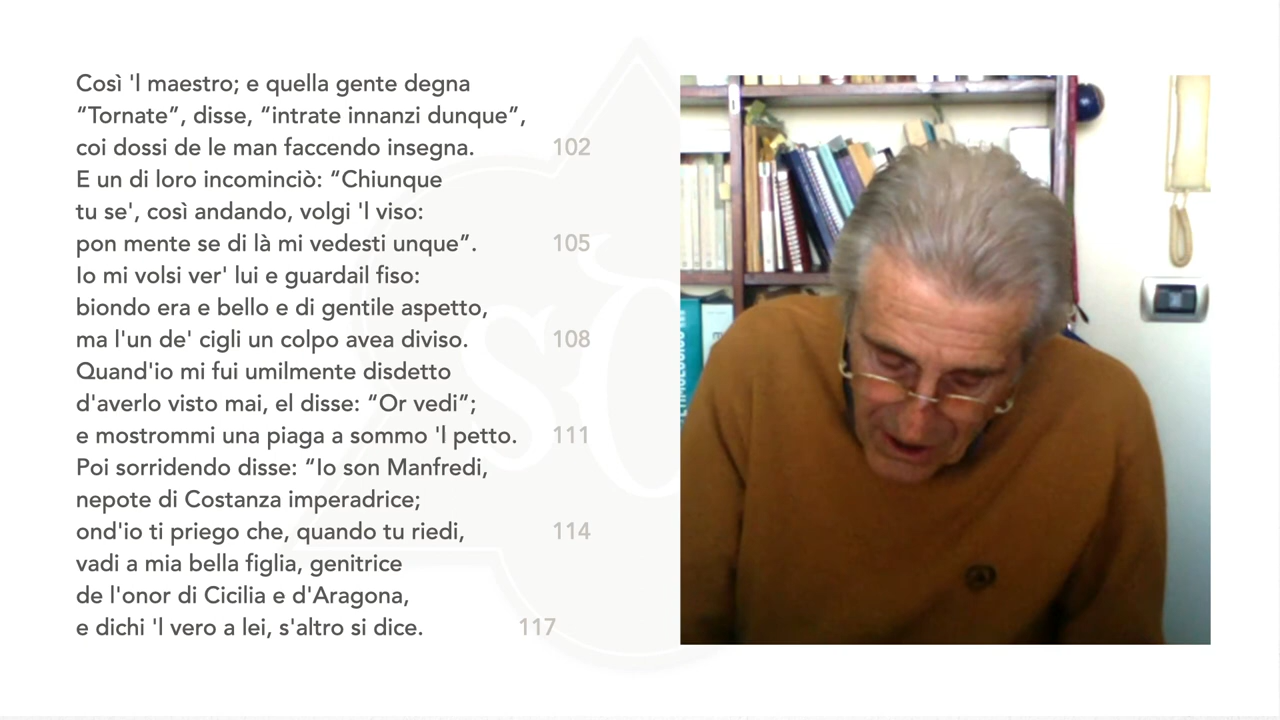 Così 'l maestro; e quella gente degna
“Tornate”, disse, “intrate innanzi dunque”,
coi dossi de le man faccendo insegna. 102
E un di loro incominciò: “Chiunque
tu se', così andando, volgi 'l viso:
pon mente se di là mi vedesti unque”. 105
Io mi volsi ver' lui e guardail fiso:
biondo era e bello e di gentile aspetto,
ma l'un de' cigli un colpo avea diviso. 108
Quand'io mi fui umilmente disdetto
d'averlo visto mai, el disse: “Or vedi”;
e mostrommi una piaga a sommo 'l petto. 111
Poi sorridendo disse: “Io son Manfredi,
nepote di Costanza imperadrice;
ond'io ti priego che, quando tu riedi, 114
vadi a mia bella figlia, genitrice
de l'onor di Cicilia e d'Aragona,
e dichi 'l vero a lei, s'altro si dice. 117